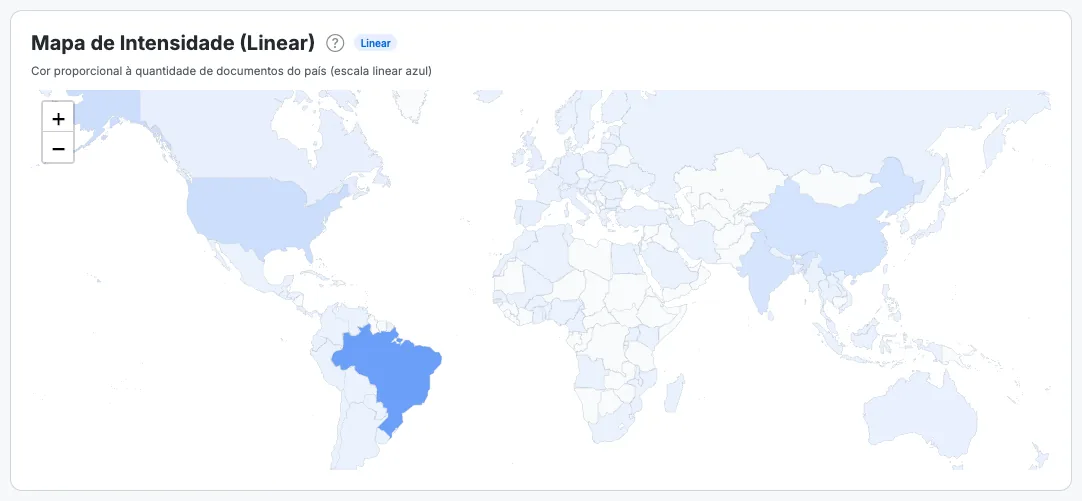 Mapa de Intensidade (Linear) ? Linear
Cor proporcional à quantidade de documentos do país (escala linear azul)
+
−